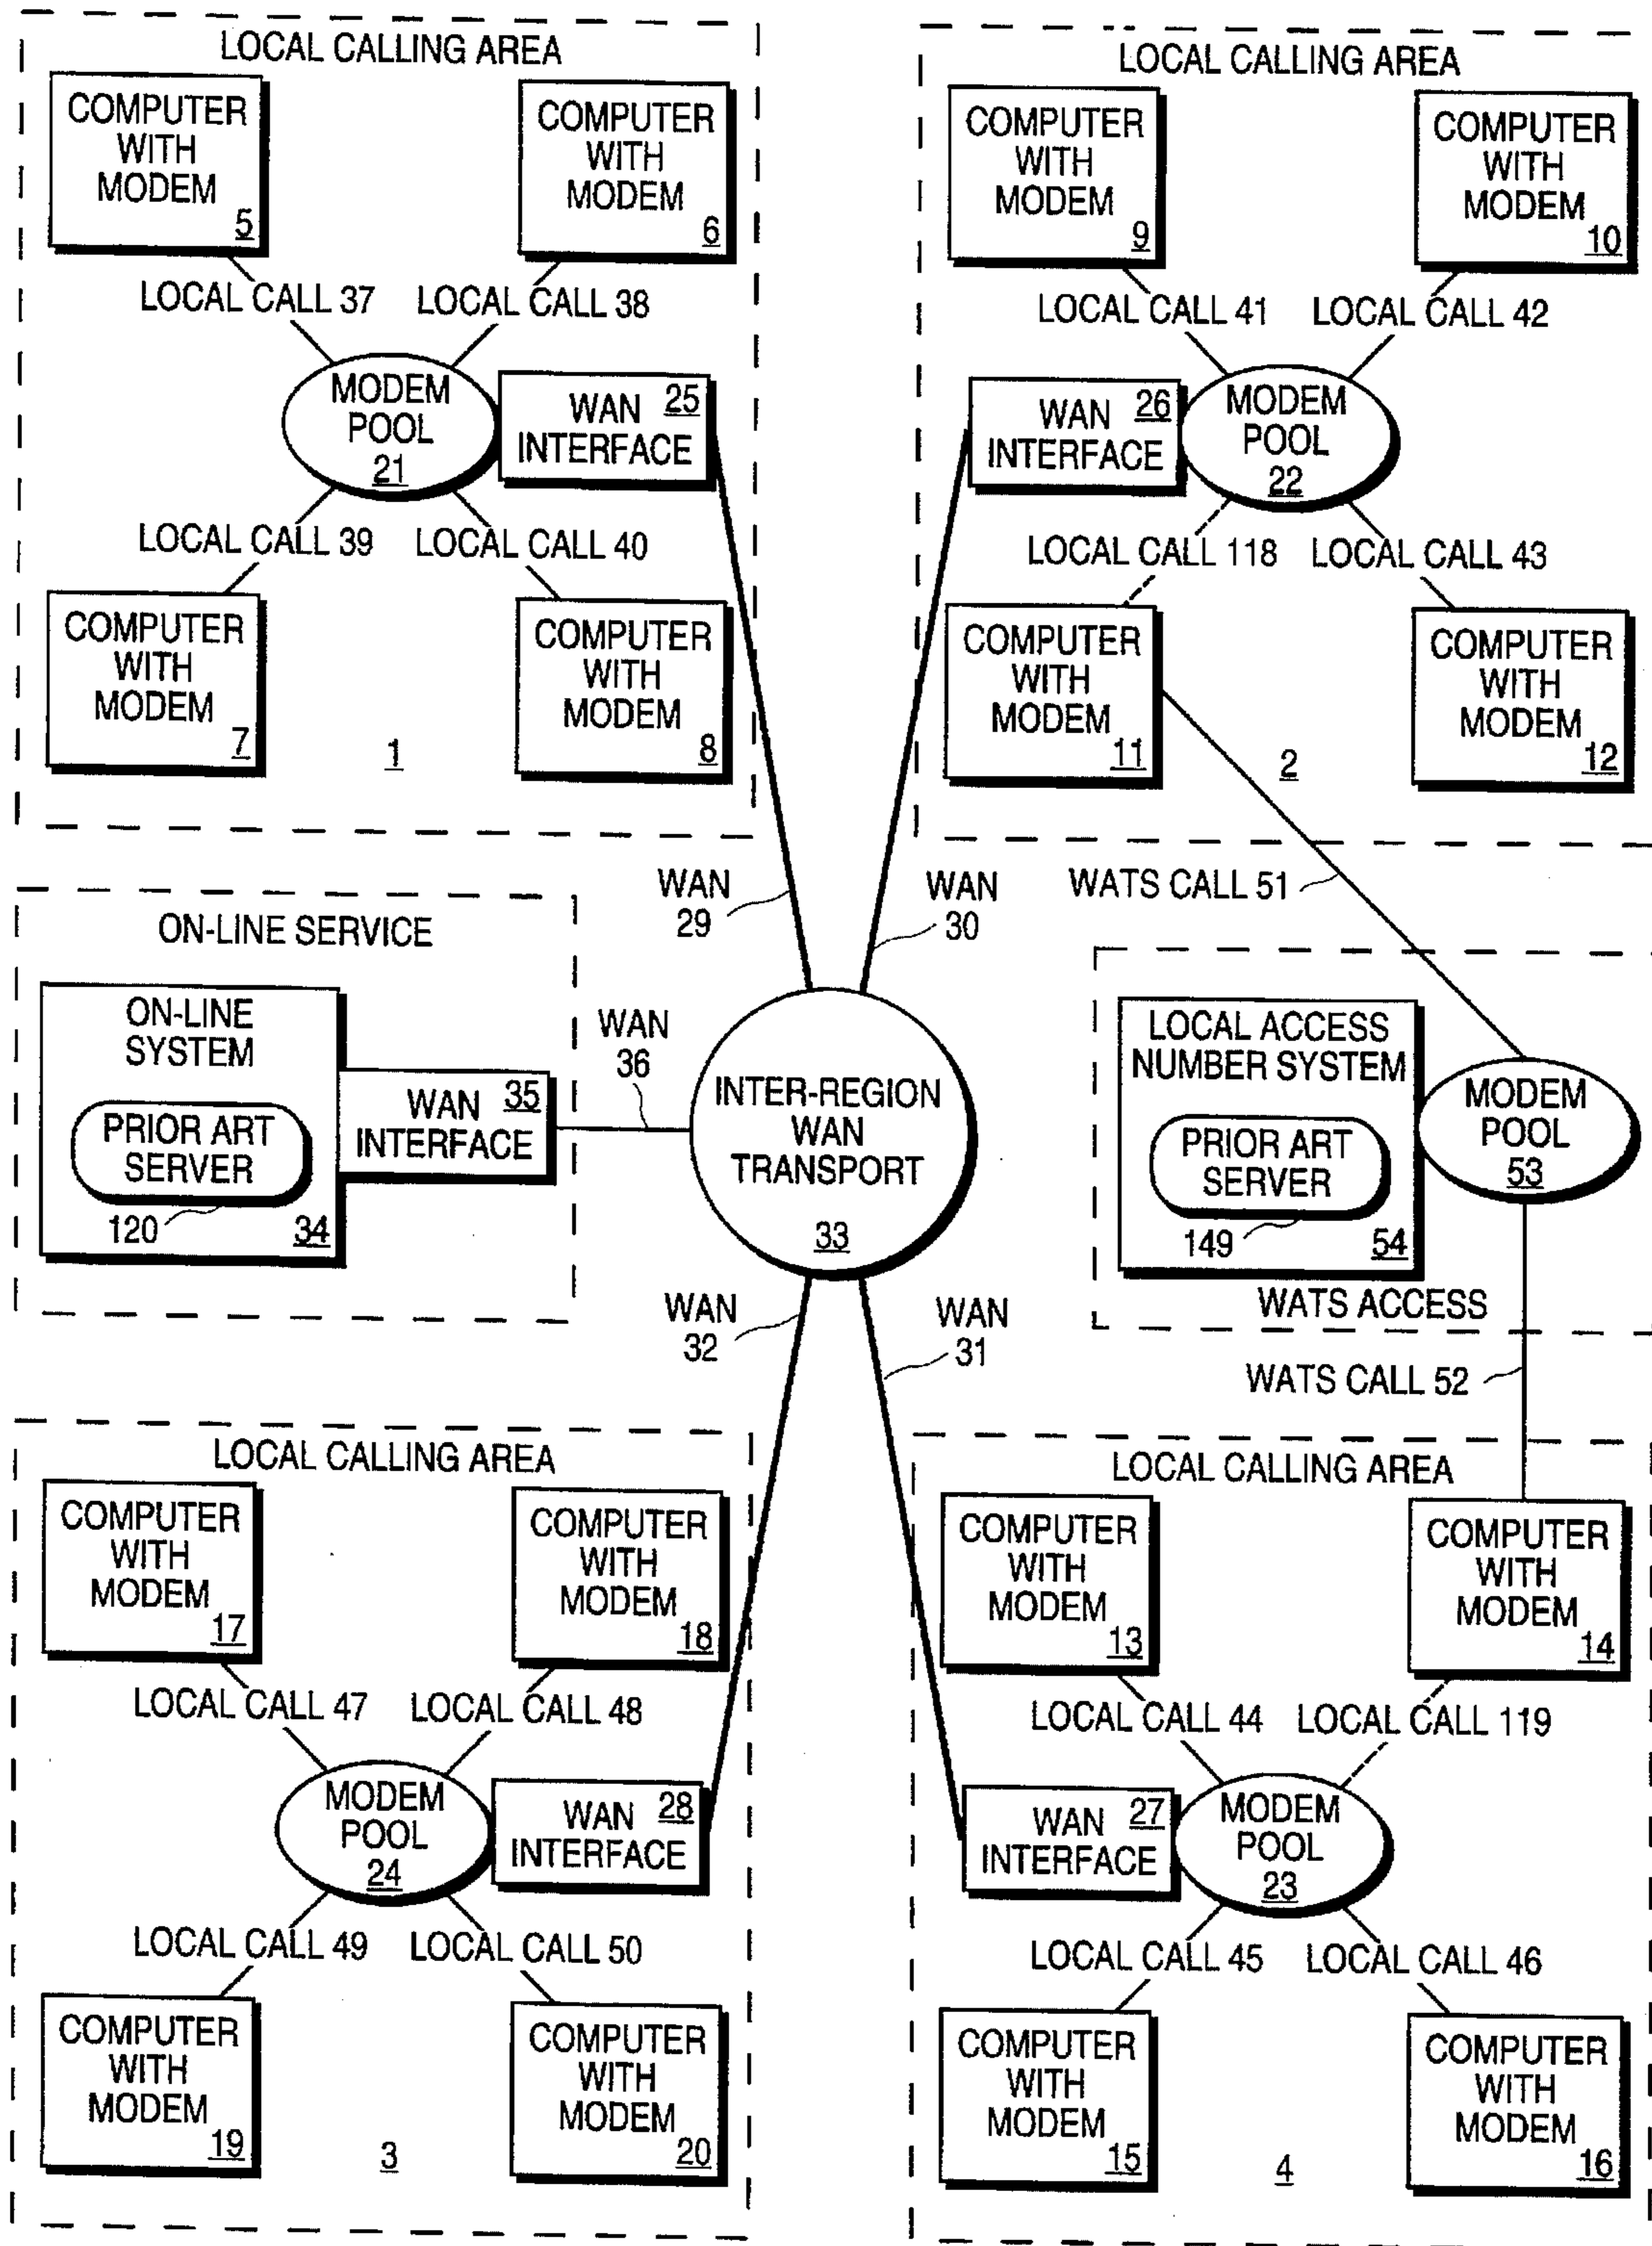 LOCAL CALLING AREA
COMPUTER
WITH
MODEM
5
COMPUTER
WITH
MODEM
6
LOCAL CALL 37
LOCAL CALL 38
MODEM
POOL
21
WAN 25
INTERFACE
LOCAL CALL 39
LOCAL CALL 40
COMPUTER
WITH
MODEM
7
1
COMPUTER
WITH
MODEM
8
LOCAL CALLING AREA
COMPUTER
WITH
MODEM
9
COMPUTER
WITH
MODEM
10
LOCAL CALL 41
LOCAL CALL 42
WAN 26
INTERFACE
MODEM
POOL
22
LOCAL CALL 118
LOCAL CALL 43
COMPUTER
WITH
MODEM
11
2
COMPUTER
WITH
MODEM
12
WAN
29
WAN
30
WATS CALL 51
ON-LINE SERVICE
ON-LINE
SYSTEM
PRIOR ART
SERVER
120
34
WAN 35
INTERFACE
WAN
36
INTER-REGION
WAN
TRANSPORT
33
LOCAL ACCESS
NUMBER SYSTEM
PRIOR ART
SERVER
149
54
MODEM
POOL
53
WATS ACCESS
WAN
32
WAN
31
WATS CALL 52
LOCAL CALLING AREA
COMPUTER
WITH
MODEM
17
COMPUTER
WITH
MODEM
18
LOCAL CALL 47
LOCAL CALL 48
MODEM
POOL
24
WAN 28
INTERFACE
LOCAL CALL 49
LOCAL CALL 50
COMPUTER
WITH
MODEM
19
3
COMPUTER
WITH
MODEM
20
LOCAL CALLING AREA
COMPUTER
WITH
MODEM
13
COMPUTER
WITH
MODEM
14
LOCAL CALL 44
LOCAL CALL 119
WAN 27
INTERFACE
MODEM
POOL
23
LOCAL CALL 45
LOCAL CALL 46
COMPUTER
WITH
MODEM
15
4
COMPUTER
WITH
MODEM
16